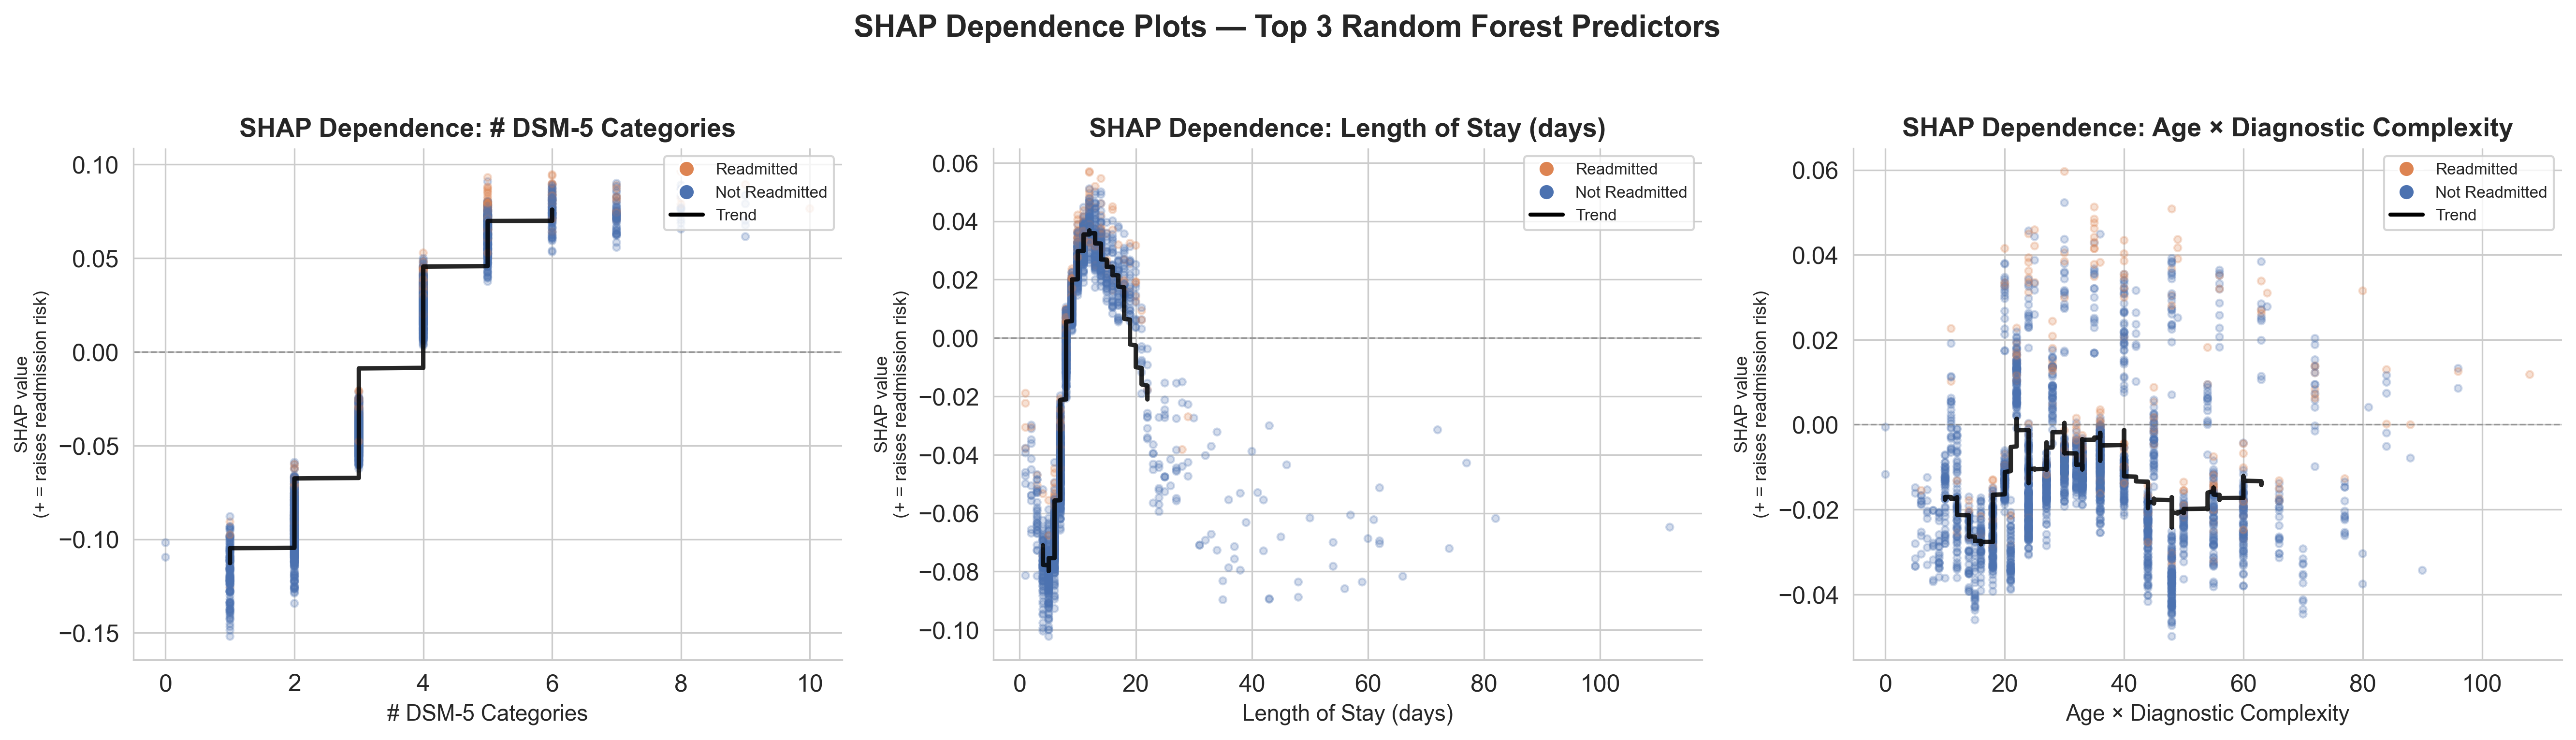 SHAP Dependence Plots — Top 3 Random Forest Predictors
SHAP Dependence: # DSM-5 Categories
SHAP value
(+ = raises readmission risk)
0.10
0.05
0.00
−0.05
−0.10
−0.15
Readmitted
Not Readmitted
Trend
0 2 4 6 8 10
# DSM-5 Categories
SHAP Dependence: Length of Stay (days)
SHAP value
(+ = raises readmission risk)
0.06
0.04
0.02
0.00
−0.02
−0.04
−0.06
−0.08
−0.10
Readmitted
Not Readmitted
Trend
0 20 40 60 80 100
Length of Stay (days)
SHAP Dependence: Age × Diagnostic Complexity
SHAP value
(+ = raises readmission risk)
0.06
0.04
0.02
0.00
−0.02
−0.04
Readmitted
Not Readmitted
Trend
0 20 40 60 80 100
Age × Diagnostic Complexity